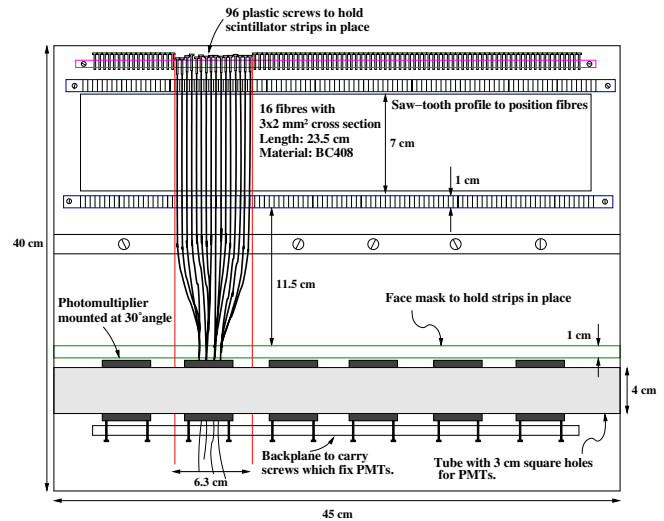 96 plastic screws to hold
scintillator strips in place
16 fibres with
3x2 mm² cross section
Length: 23.5 cm
Material: BC408
Saw−tooth profile to position fibres
7 cm
1 cm
40 cm
11.5 cm
Photomultiplier
mounted at 30°angle
Face mask to hold strips in place
1 cm
4 cm
Backplane to carry
screws which fix PMTs.
Tube with 3 cm square holes
for PMTs.
6.3 cm
45 cm